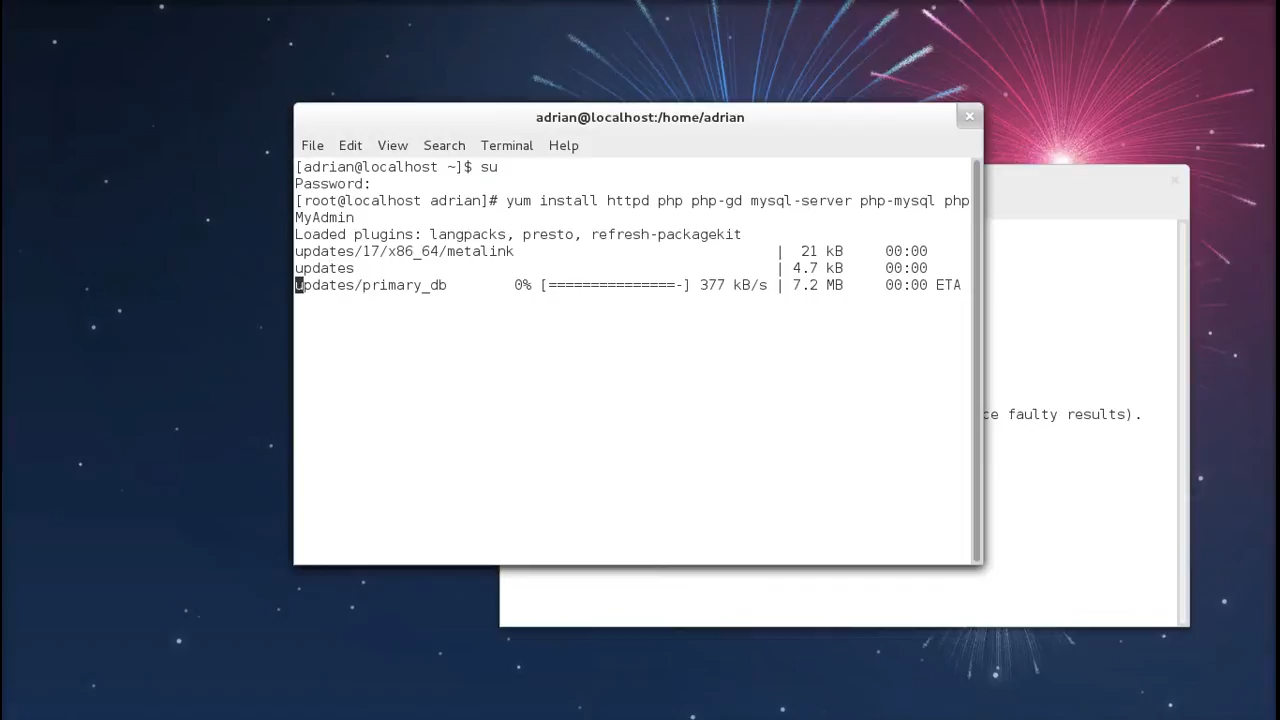 adrian@localhost:/home/adrian
File Edit View Search Terminal Help
[adrian@localhost ~]$ su
Password:
[root@localhost adrian]# yum install httpd php php-gd mysql-server php-mysql php
MyAdmin
Loaded plugins: langpacks, presto, refresh-packagekit
updates/17/x86_64/metalink | 21 kB 00:00
updates | 4.7 kB 00:00
updates/primary_db 0% [===============-] 377 kB/s | 7.2 MB 00:00 ETA
ce faulty results).